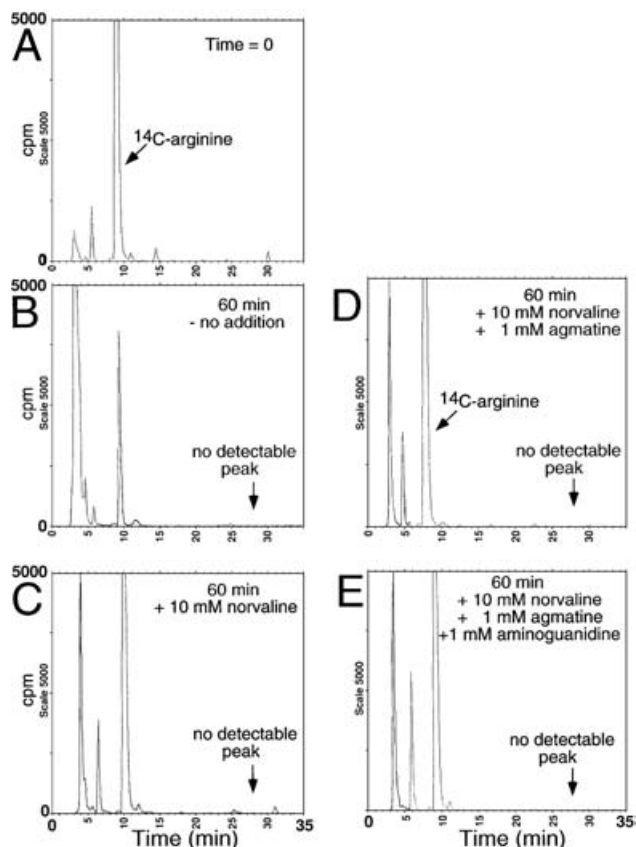 A
5000
Time = 0
14C-arginine
cpm
Scale 5000
0
0 5 10 15 20 25 30
B
5000
60 min
- no addition
cpm
Scale 5000
no detectable
peak
0
0 5 10 15 20 25 30
C
5000
60 min
+ 10 mM norvaline
cpm
Scale 5000
no detectable
peak
0
0 5 10 15 20 25 30 35
Time (min)
D
60 min
+ 10 mM norvaline
+ 1 mM agmatine
14C-arginine
Scale 5000
no detectable
peak
0 5 10 15 20 25 30
E
60 min
+ 10 mM norvaline
+ 1 mM agmatine
+1 mM aminoguanidine
Scale 5000
no detectable
peak
0 5 10 15 20 25 30 35
Time (min)